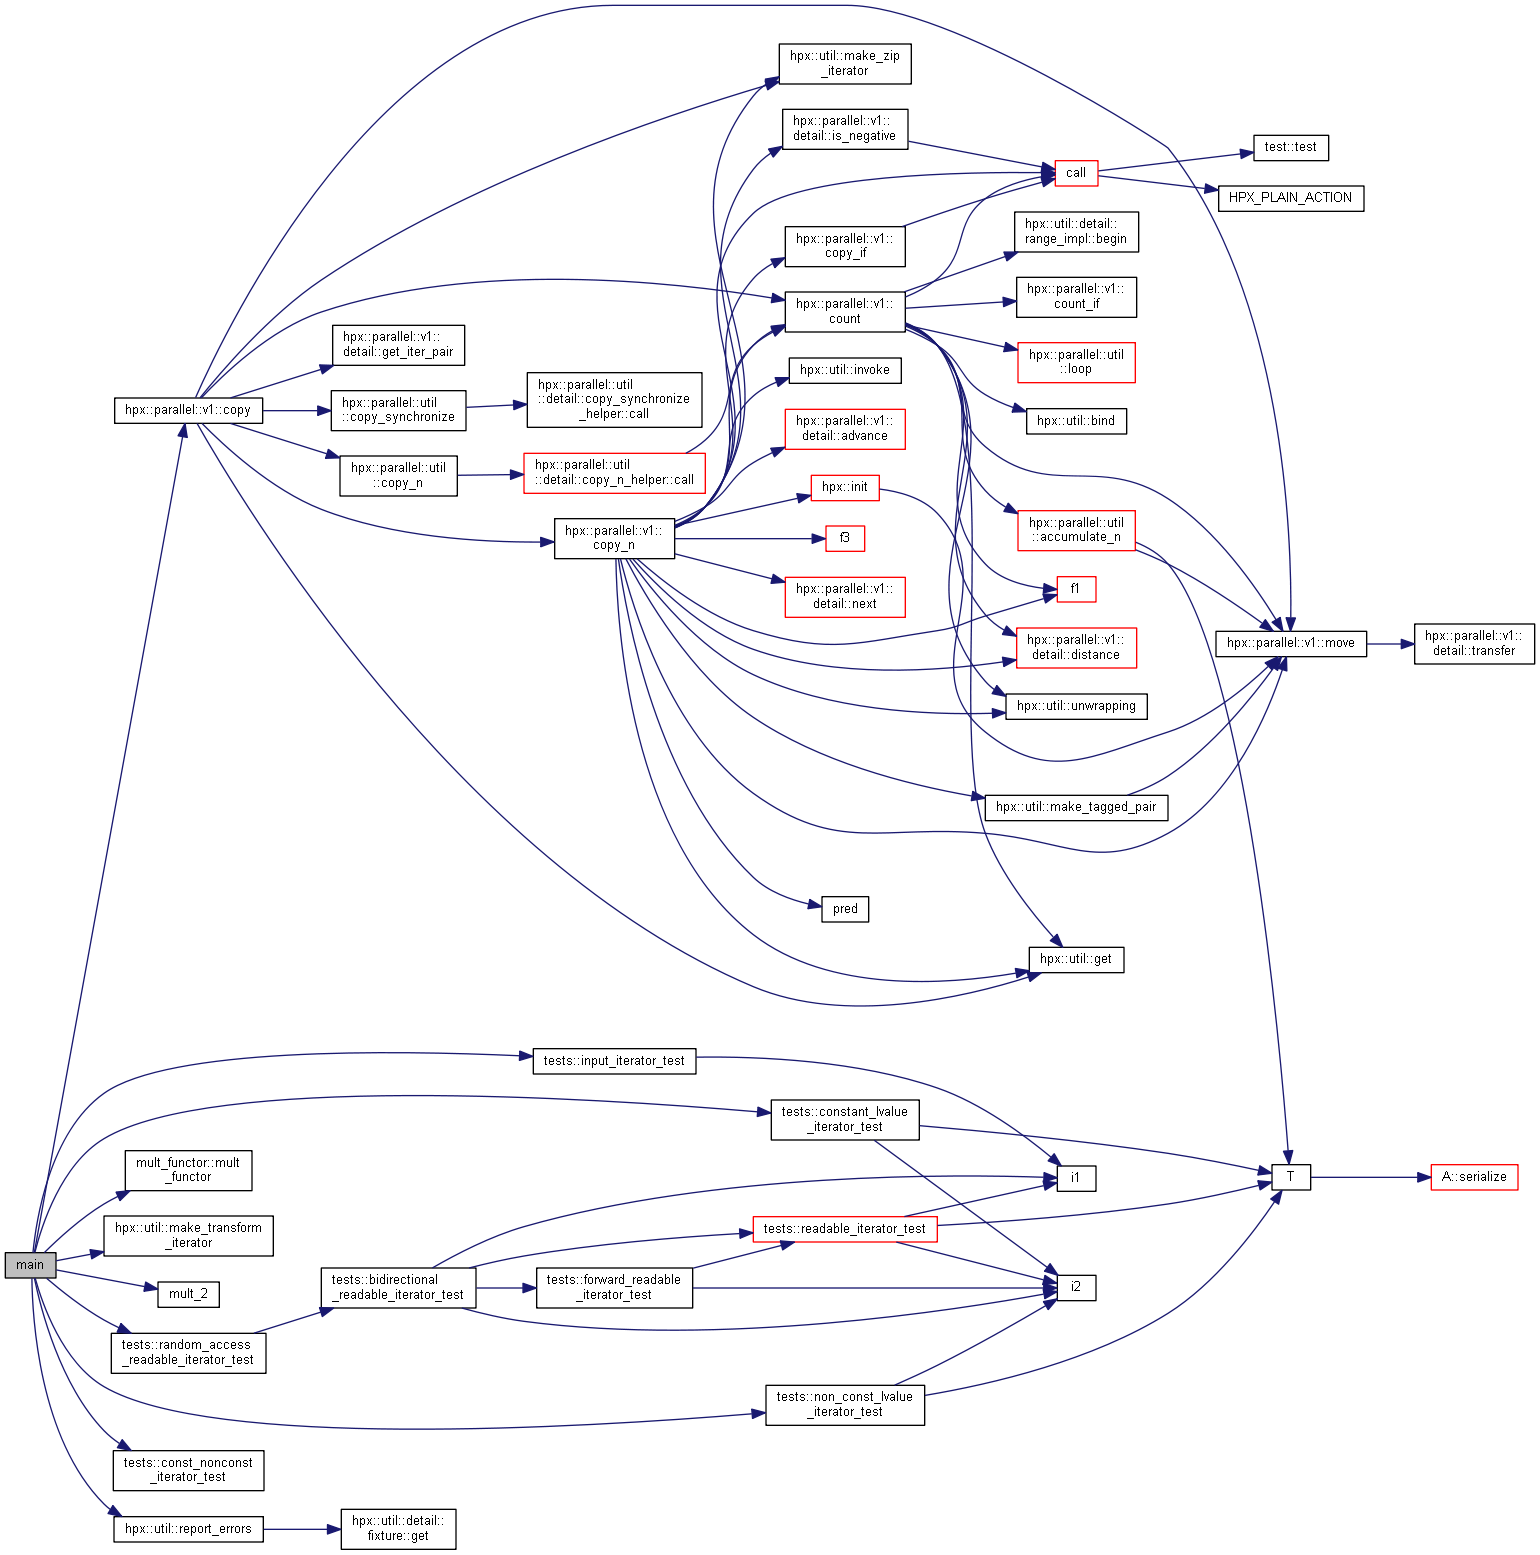 hpx::util::make_zip
_iterator
hpx::parallel::v1::
detail::is_negative
test::test
call
HPX_PLAIN_ACTION
hpx::util::detail::
range_impl::begin
hpx::parallel::v1::
copy_if
hpx::parallel::v1::
count_if
hpx::parallel::v1::
count
hpx::parallel::v1::
detail::get_iter_pair
hpx::parallel::util
::loop
hpx::util::invoke
hpx::parallel::util
::detail::copy_synchronize
_helper::call
hpx::parallel::v1::copy
hpx::parallel::util
::copy_synchronize
hpx::util::bind
hpx::parallel::v1::
detail::advance
hpx::parallel::util
::copy_n
hpx::parallel::util
::detail::copy_n_helper::call
hpx::init
hpx::parallel::v1::
copy_n
f3
hpx::parallel::util
::accumulate_n
hpx::parallel::v1::
detail::next
f1
hpx::parallel::v1::
detail::distance
hpx::parallel::v1::move
hpx::parallel::v1::
detail::transfer
hpx::util::unwrapping
hpx::util::make_tagged_pair
pred
hpx::util::get
tests::input_iterator_test
tests::constant_lvalue
_iterator_test
mult_functor::mult
_functor
i1
T
A::serialize
hpx::util::make_transform
_iterator
tests::readable_iterator_test
main
tests::bidirectional
_readable_iterator_test
tests::forward_readable
_iterator_test
i2
mult_2
tests::random_access
_readable_iterator_test
tests::non_const_lvalue
_iterator_test
tests::const_nonconst
_iterator_test
hpx::util::report_errors
hpx::util::detail::
fixture::get